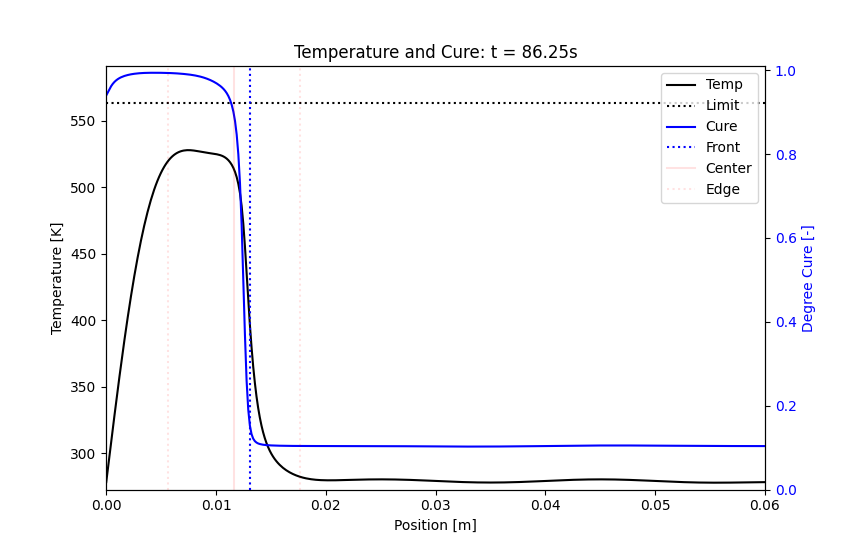 Temperature and Cure: t = 86.25s
Temp
Limit
Cure
Front
Center
Edge
Temperature [K]
550
500
450
400
350
300
Degree Cure [-]
1.0
0.8
0.6
0.4
0.2
0.0
0.00 0.01 0.02 0.03 0.04 0.05 0.06
Position [m]